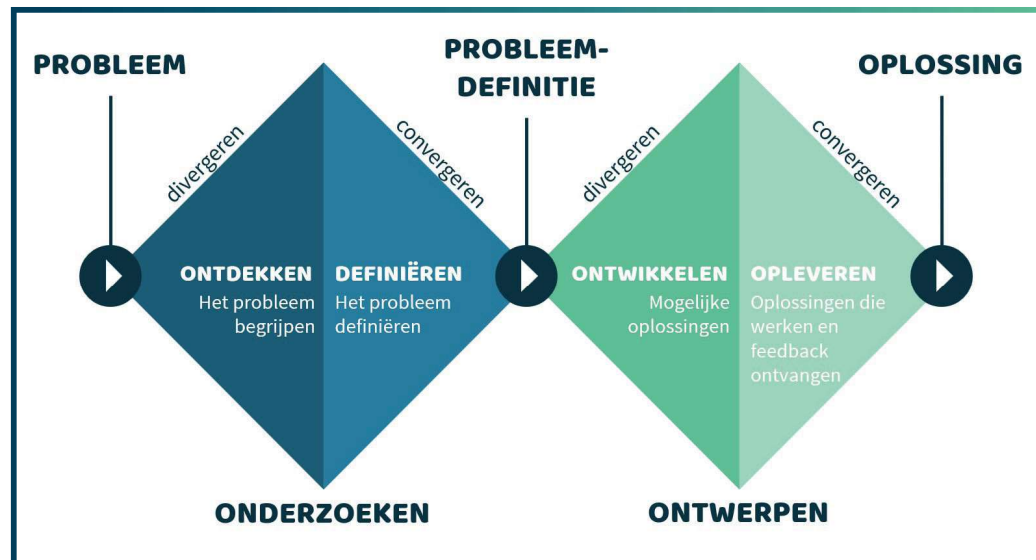 PROBLEEM
PROBLEEM-
DEFINITIE
OPLOSSING
divergeren
convergeren
divergeren
convergeren
ONTDEKKEN
Het probleem
begrijpen
DEFINIËREN
Het probleem
definiëren
ONTWIKKELEN
Mogelijke
oplossingen
OPLEVEREN
Oplossingen die
werken en
feedback
ontvangen
ONDERZOEKEN
ONTWERPEN